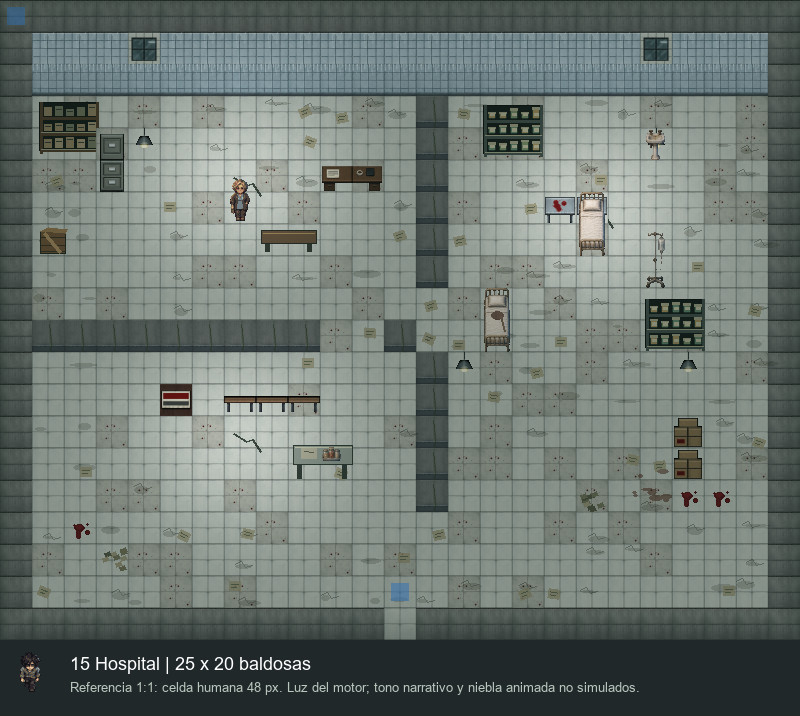 15 Hospital | 25 x 20 baldosas
Referencia 1:1: celda humana 48 px. Luz del motor; tono narrativo y niebla animada no simulados.